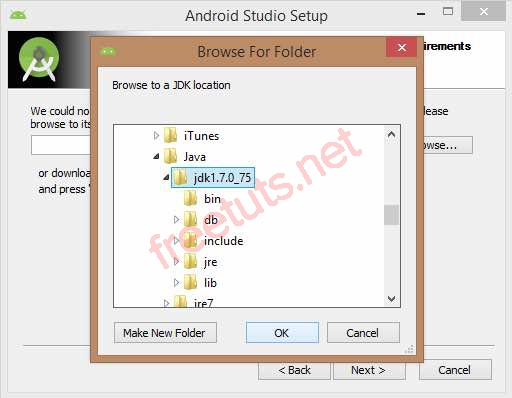 Android Studio Setup
Browse For Folder
irements
Browse to a JDK location
We could no
lease
browse to its
owse...
or downloa
and press '
iTunes
Java
jdk1.7.0_75
bin
db
include
jre
lib
jre7
freetuts.net
Make New Folder
OK
Cancel
< Back
Next >
Cancel